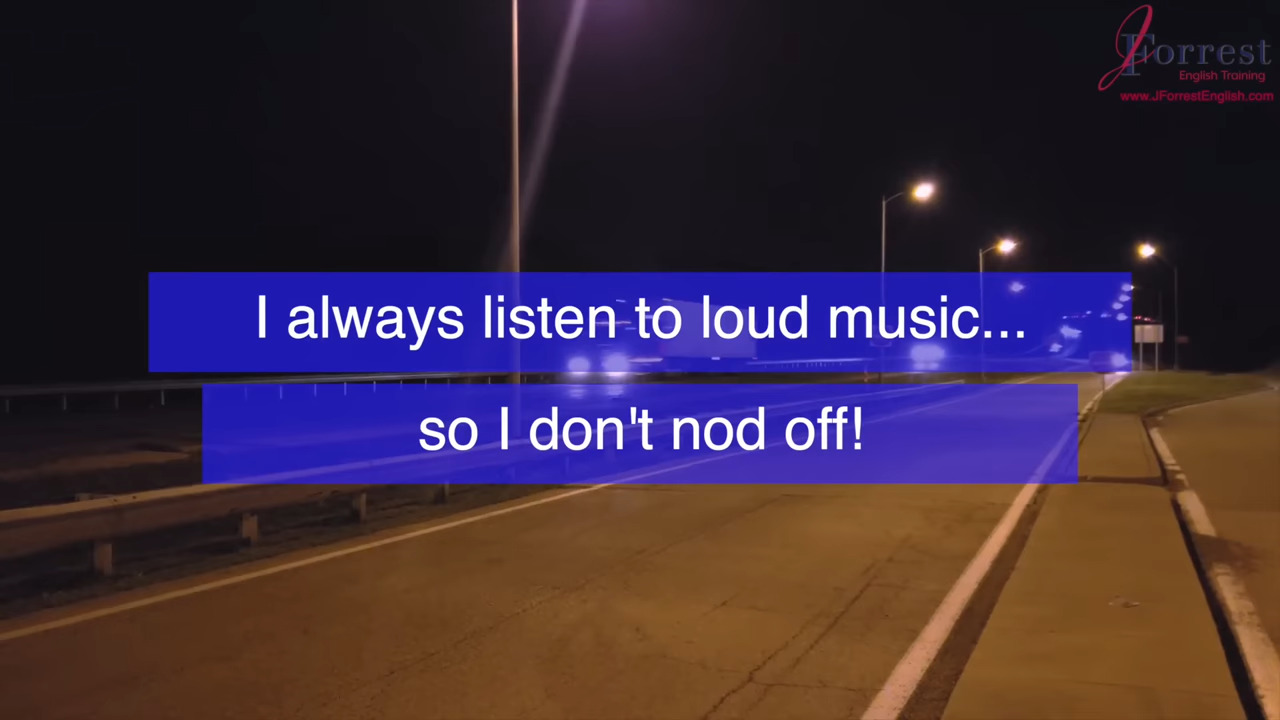 JForrest
English Training
www.JForrestEnglish.com
I always listen to loud music...
so I don't nod off!